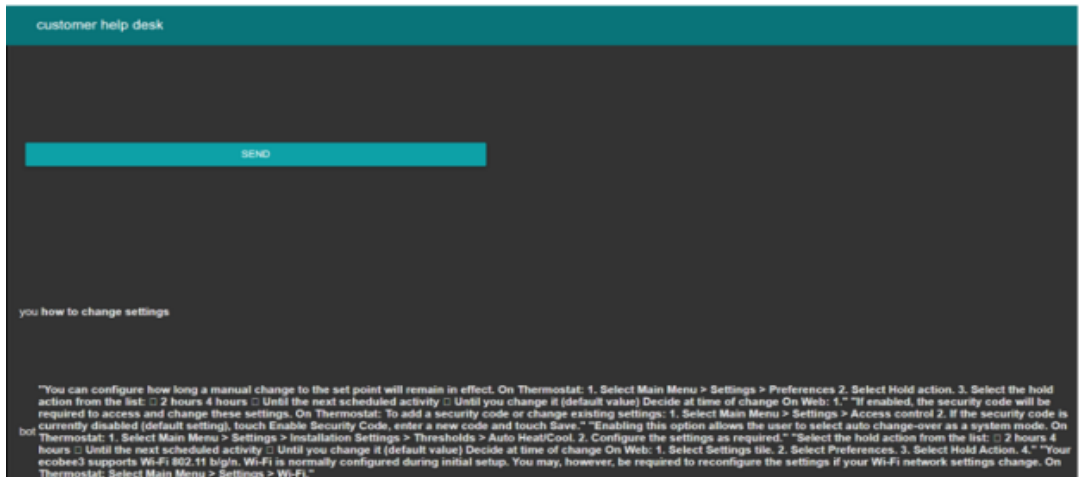 customer help desk
SEND
you how to change settings
"You can configure how long a manual change to the set point will remain in effect. On Thermostat: 1. Select Main Menu > Settings > Preferences 2. Select Hold action. 3. Select the hold
action from the list: □ 2 hours 4 hours □ Until the next scheduled activity □ Until you change it (default value) Decide at time of change On Web: 1." "If enabled, the security code will be
required to access and change these settings. On Thermostat: To add a security code or change existing settings: 1. Select Main Menu > Settings > Access control 2. If the security code is
currently disabled (default setting), touch Enable Security Code, enter a new code and touch Save." "Enabling this option allows the user to select auto change-over as a system mode. On
bot Thermostat: 1. Select Main Menu > Settings > Installation Settings > Thresholds > Auto Heat/Cool. 2. Configure the settings as required." "Select the hold action from the list: □ 2 hours 4
hours □ Until the next scheduled activity □ Until you change it (default value) Decide at time of change On Web: 1. Select Settings tile. 2. Select Preferences. 3. Select Hold Action. 4." "Your
ecobee3 supports Wi-Fi 802.11 b/g/n. Wi-Fi is normally configured during initial setup. You may, however, be required to reconfigure the settings if your Wi-Fi network settings change. On
Thermostat: Select Main Menu > Settings > Wi-Fi."